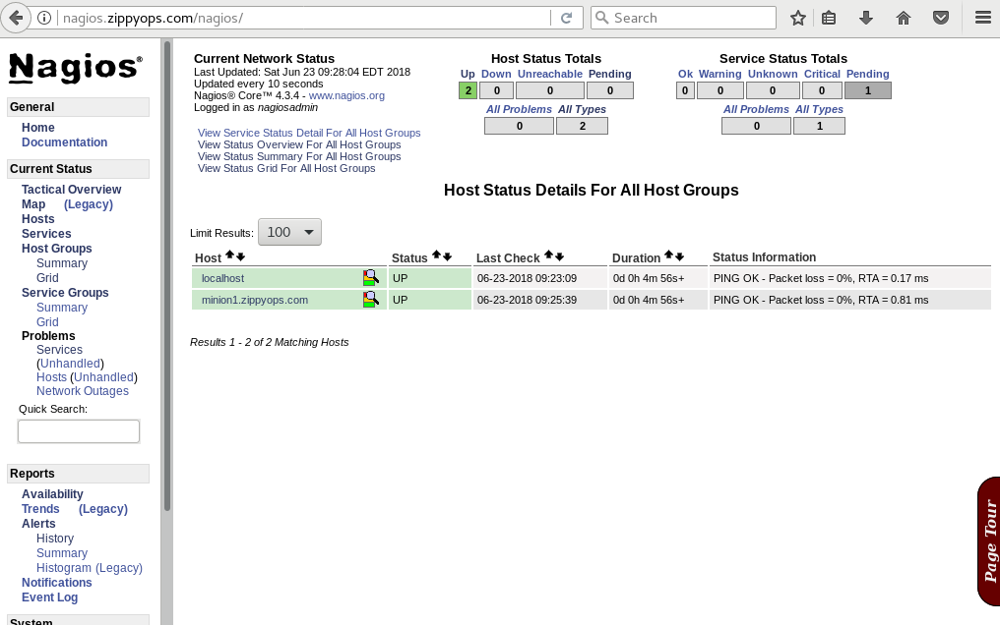 nagios.zippyops.com/nagios/
Search
Nagios®
General
Home
Documentation
Current Status
Tactical Overview
Map (Legacy)
Hosts
Services
Host Groups
Summary
Grid
Service Groups
Summary
Grid
Problems
Services
(Unhandled)
Hosts (Unhandled)
Network Outages
Quick Search:
Reports
Availability
Trends (Legacy)
Alerts
History
Summary
Histogram (Legacy)
Notifications
Event Log
System
Current Network Status
Last Updated: Sat Jun 23 09:28:04 EDT 2018
Updated every 10 seconds
Nagios® Core™ 4.3.4 - www.nagios.org
Logged in as nagiosadmin
View Service Status Detail For All Host Groups
View Status Overview For All Host Groups
View Status Summary For All Host Groups
View Status Grid For All Host Groups
Host Status Totals
Up Down Unreachable Pending
2 0 0 0
All Problems All Types
0 2
Service Status Totals
Ok Warning Unknown Critical Pending
0 0 0 0 1
All Problems All Types
0 1
Host Status Details For All Host Groups
Limit Results: 100
Host Status Last Check Duration Status Information
localhost UP 06-23-2018 09:23:09 0d 0h 4m 56s+ PING OK - Packet loss = 0%, RTA = 0.17 ms
minion1.zippyops.com UP 06-23-2018 09:25:39 0d 0h 4m 56s+ PING OK - Packet loss = 0%, RTA = 0.81 ms
Results 1 - 2 of 2 Matching Hosts
Page Tour